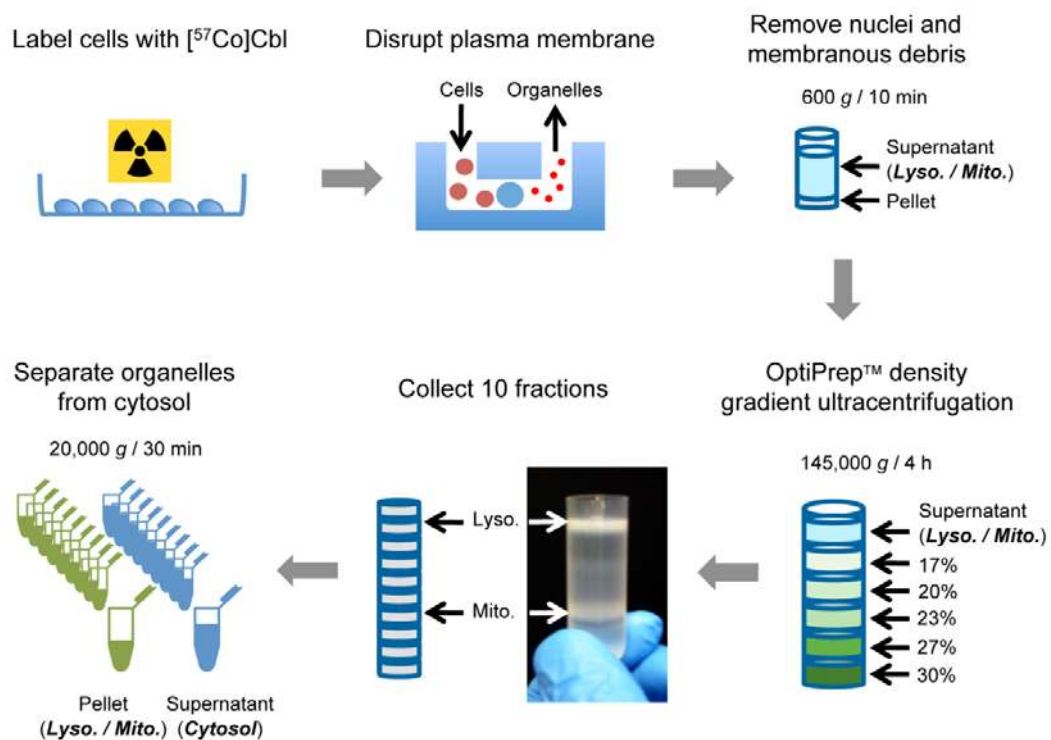 Label cells with [⁵⁷Co]Cbl
Disrupt plasma membrane
Cells
Organelles
Remove nuclei and
membranous debris
600 g / 10 min
Supernatant
(Lyso. / Mito.)
Pellet
OptiPrep™ density
gradient ultracentrifugation
145,000 g / 4 h
Supernatant
(Lyso. / Mito.)
17%
20%
23%
27%
30%
Collect 10 fractions
Lyso.
Mito.
Separate organelles
from cytosol
20,000 g / 30 min
Pellet
(Lyso. / Mito.)
Supernatant
(Cytosol)